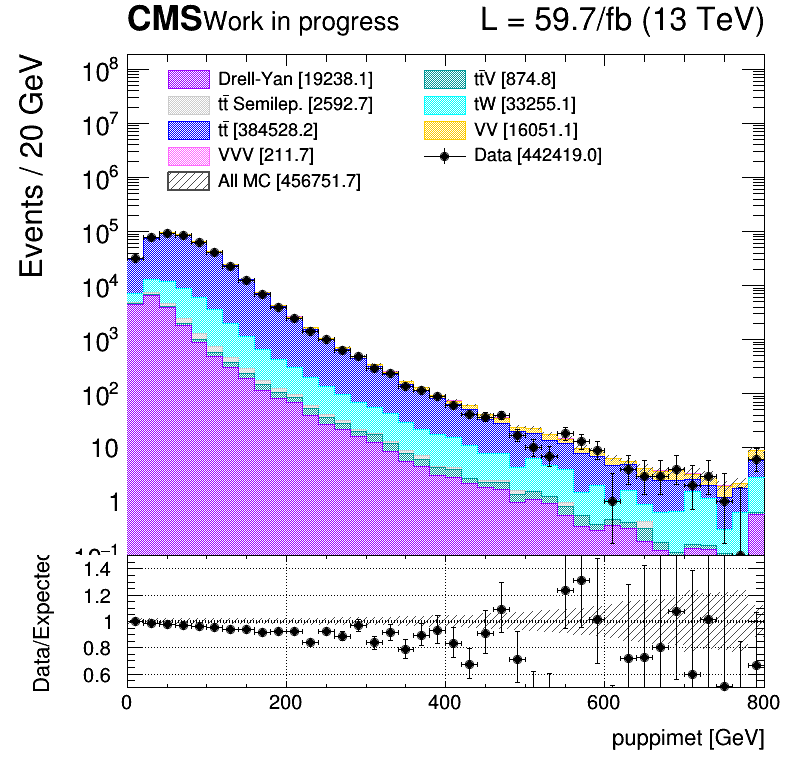 CMS Work in progress L = 59.7/fb (13 TeV)
Events / 20 GeV
Drell-Yan [19238.1]
tt̄ Semilep. [2592.7]
tt̄ [384528.2]
VVV [211.7]
All MC [456751.7]
tt̄V [874.8]
tW [33255.1]
VV [16051.1]
Data [442419.0]
10⁸
10⁷
10⁶
10⁵
10⁴
10³
10²
10
1
10⁻¹
Data/Expected
1.4
1.2
1
0.8
0.6
0 200 400 600 800
puppimet [GeV]